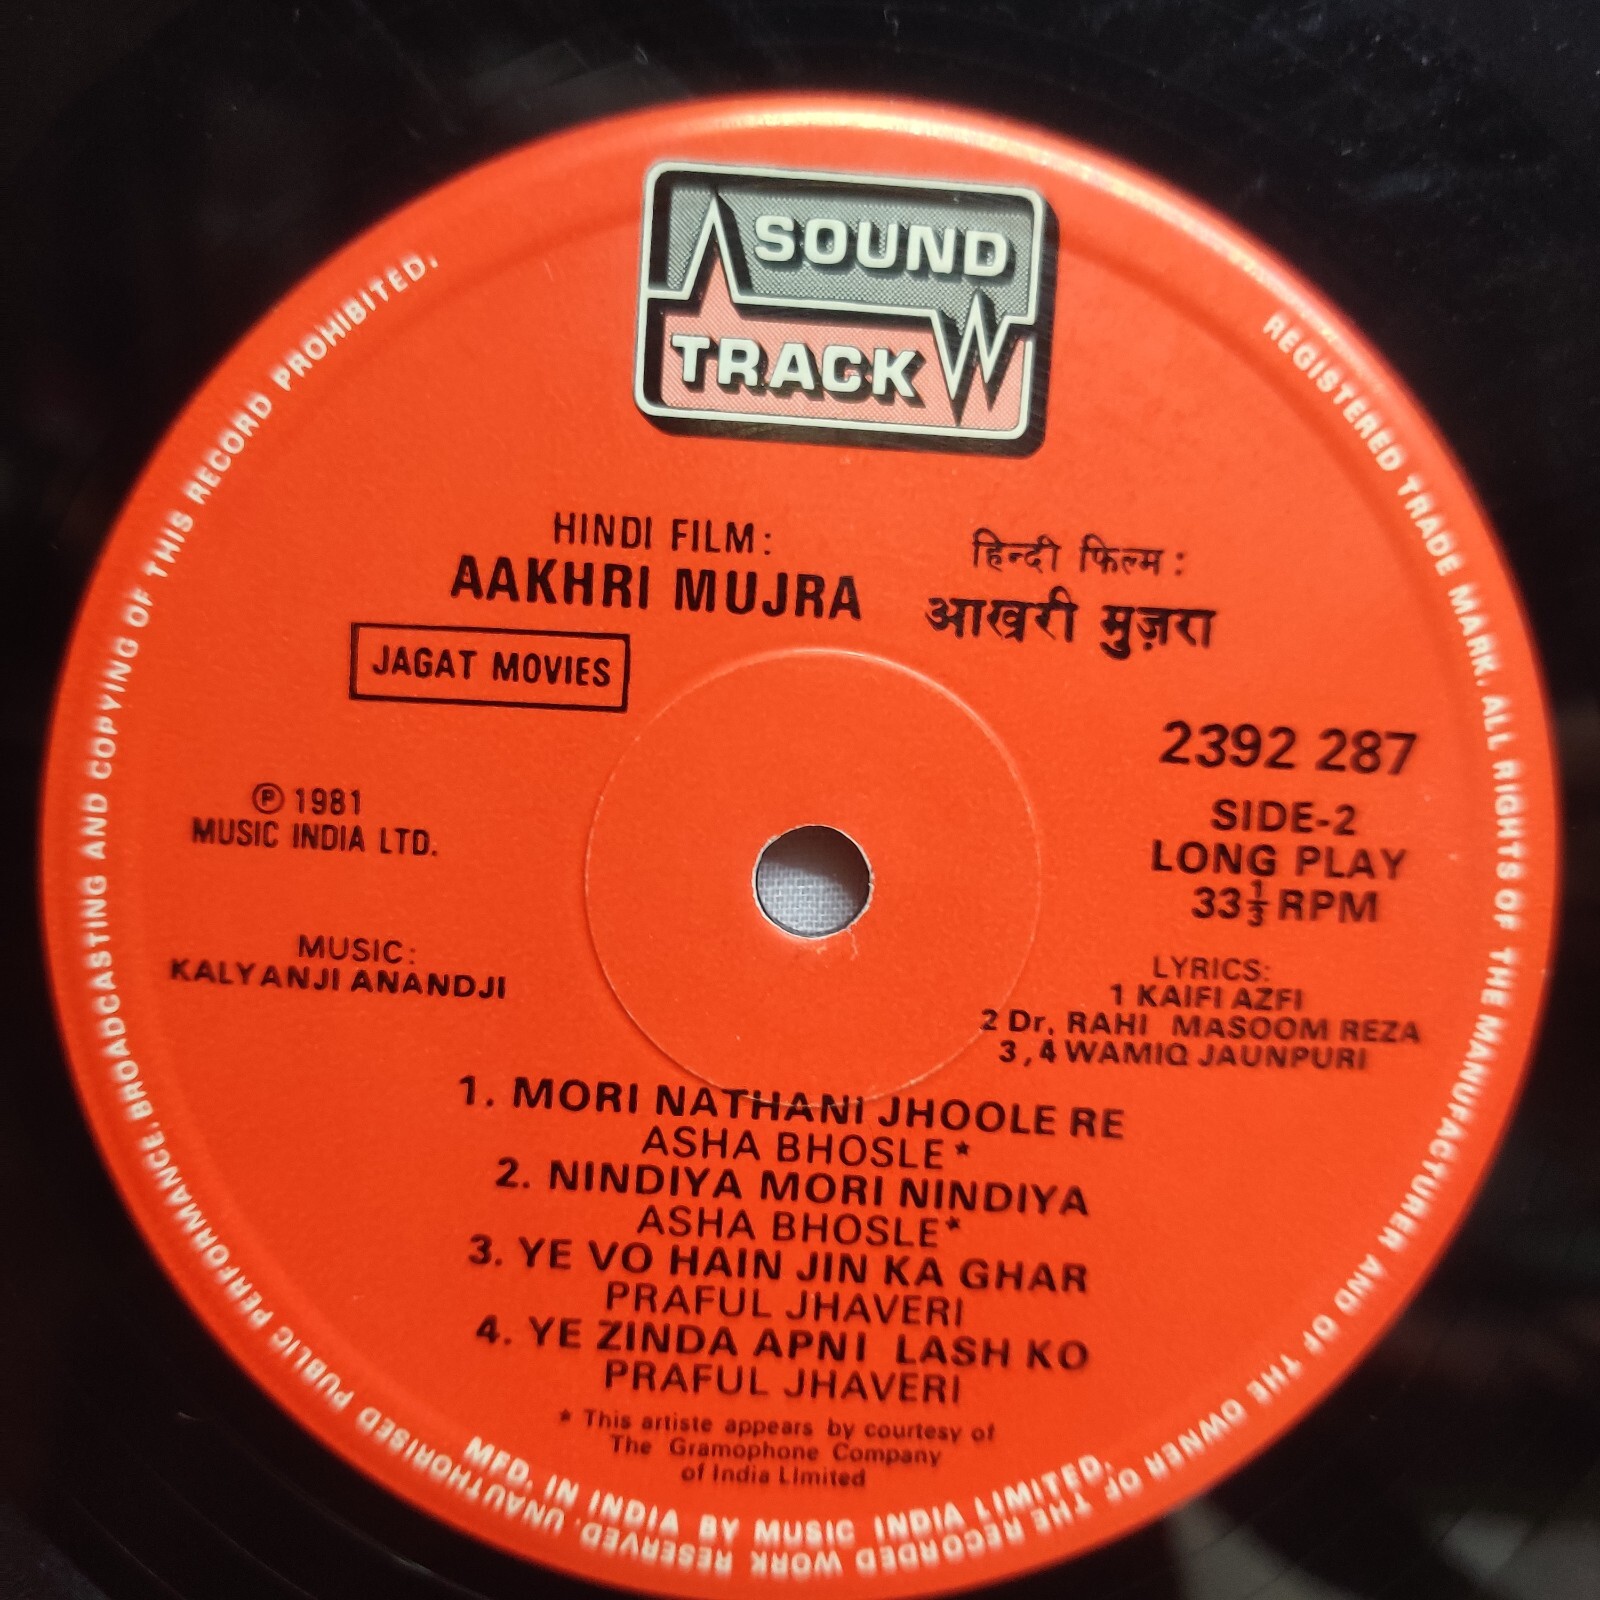 SOUND
TRACK
HINDI FILM:
AAKHRI MUJRA
हिन्दी फिल्म :
आखरी मुज़रा
JAGAT MOVIES
2392 287
SIDE-2
LONG PLAY
33 1/3 RPM
Ⓟ 1981
MUSIC INDIA LTD.
MUSIC:
KALYANJI ANANDJI
LYRICS:
1 KAIFI AZFI
2 Dr. RAHI MASOOM REZA
3,4 WAMIQ JAUNPURI
1. MORI NATHANI JHOOLE RE
ASHA BHOSLE*
2. NINDIYA MORI NINDIYA
ASHA BHOSLE*
3. YE VO HAIN JIN KA GHAR
PRAFUL JHAVERI
4. YE ZINDA APNI LASH KO
PRAFUL JHAVERI
* This artiste appears by courtesy of
The Gramophone Company
of India Limited
MFD. IN INDIA BY MUSIC INDIA LIMITED.
REGISTERED TRADE MARK. ALL RIGHTS OF THE MANUFACTURER AND OF THE OWNER OF THE RECORDED WORK RESERVED. UNAUTHORISED PUBLIC PERFORMANCE. BROADCASTING AND COPYING OF THIS RECORD PROHIBITED.